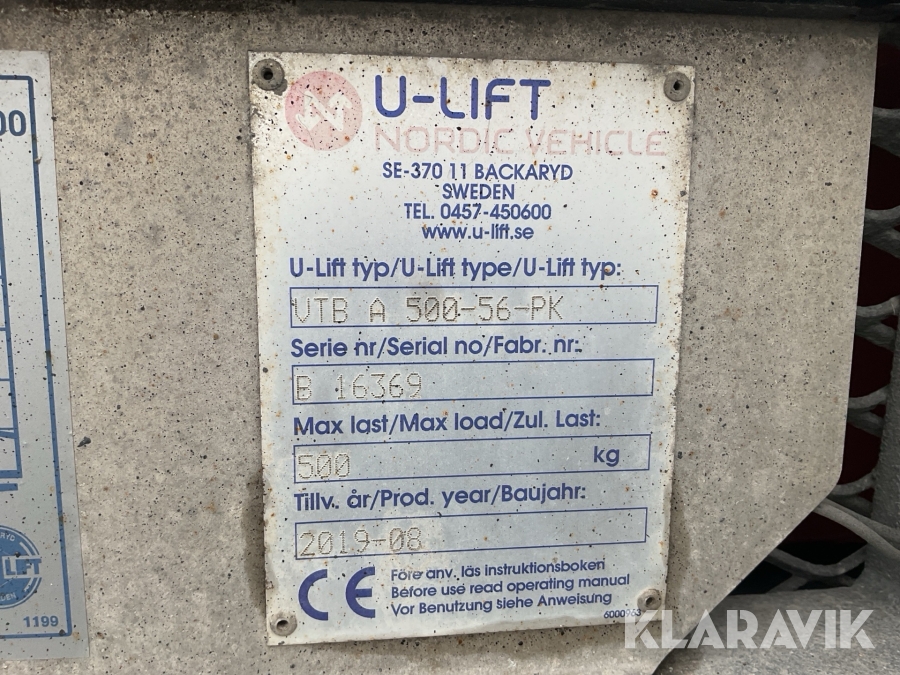 00
U-LIFT
NORDIC VEHICLE
SE-370 11 BACKARYD
SWEDEN
TEL. 0457-450600
www.u-lift.se
U-Lift typ/U-Lift type/U-Lift typ:
VTB A 500-56-PK
Serie nr/Serial no/Fabr. nr:
B 16369
Max last/Max load/Zul. Last:
500 kg
Tillv. år/Prod. year/Baujahr:
2019-08
CE
Före anv. läs instruktionsboken
Before use read operating manual
Vor Benutzung siehe Anweisung
6000963
LIFT
1199
KLARAVIK